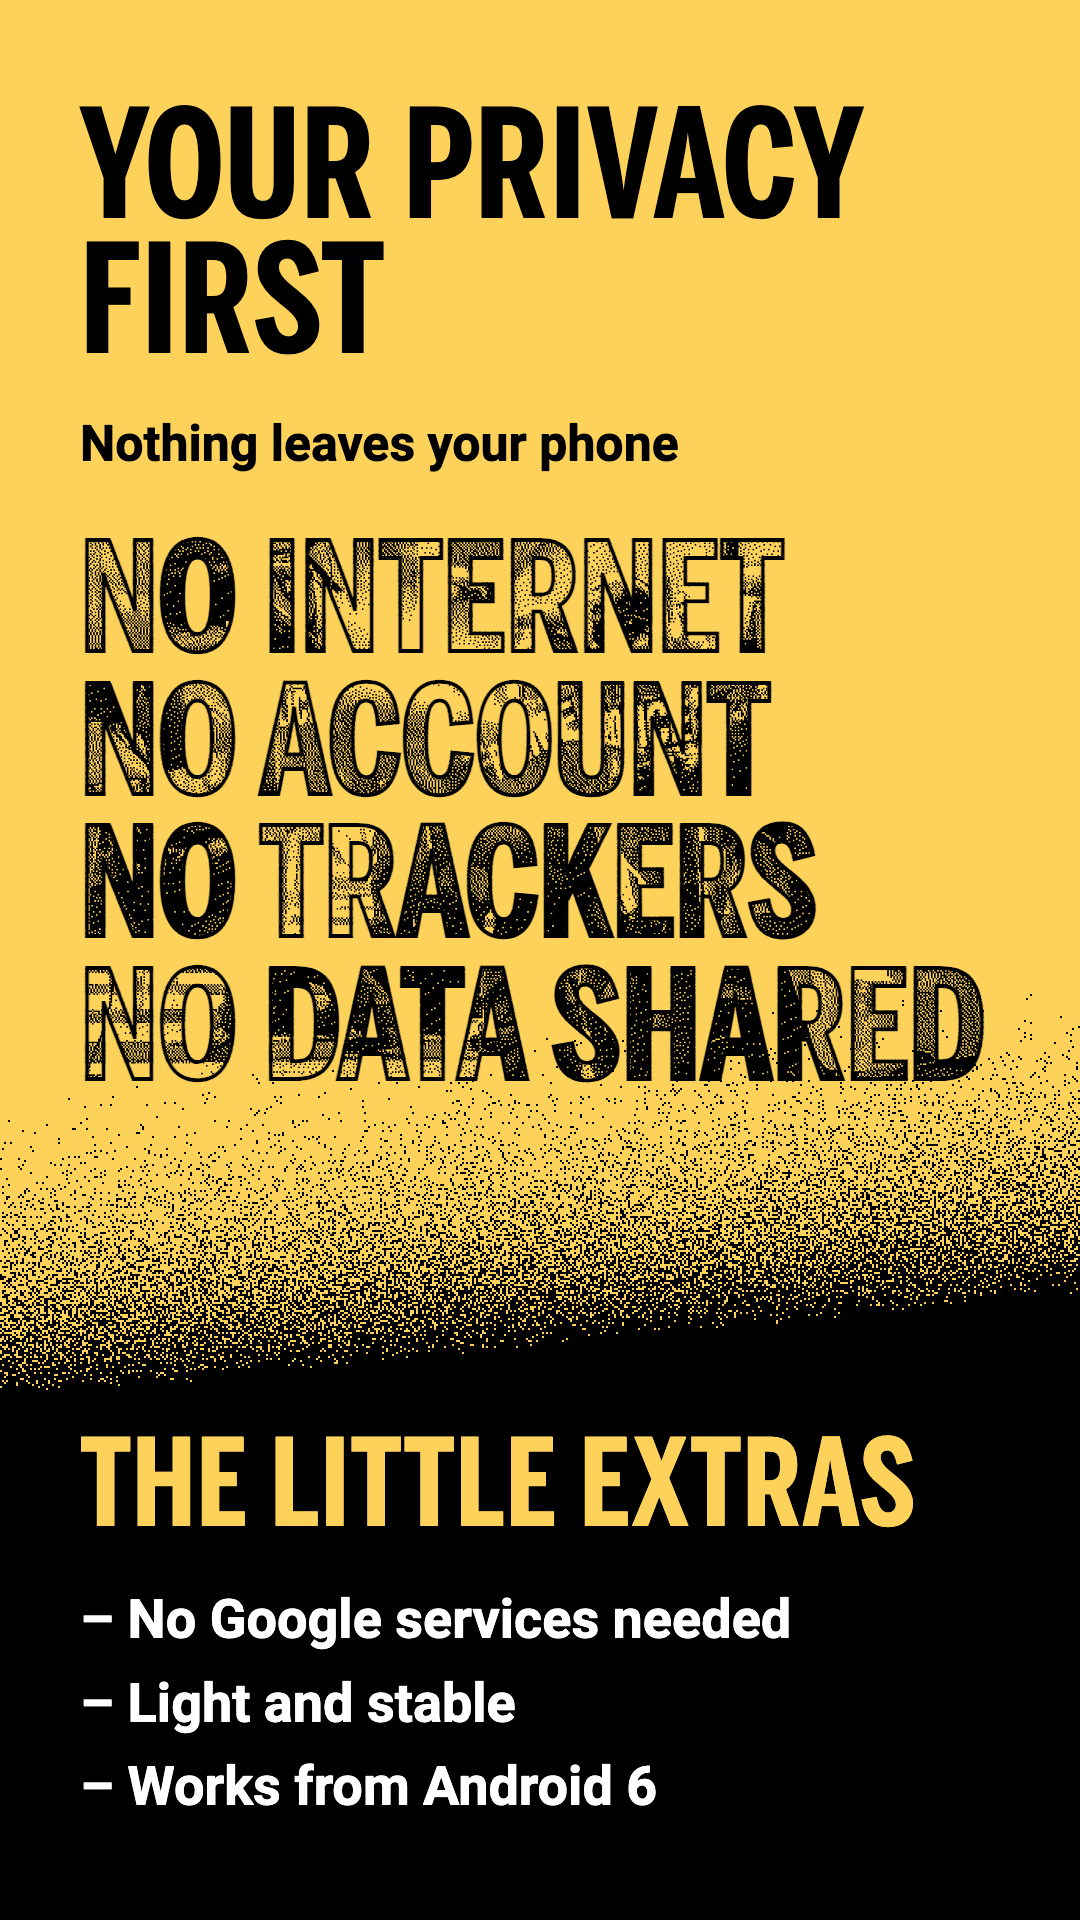 YOUR PRIVACY
FIRST
Nothing leaves your phone
NO INTERNET
NO ACCOUNT
NO TRACKERS
NO DATA SHARED
THE LITTLE EXTRAS
– No Google services needed
– Light and stable
– Works from Android 6